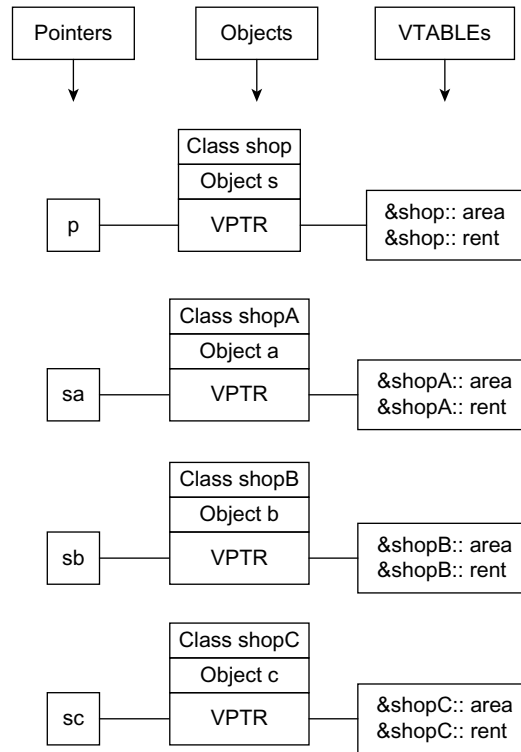 Pointers
Objects
VTABLEs
Class shop
Object s
p
VPTR
&shop:: area
&shop:: rent
Class shopA
Object a
sa
VPTR
&shopA:: area
&shopA:: rent
Class shopB
Object b
sb
VPTR
&shopB:: area
&shopB:: rent
Class shopC
Object c
sc
VPTR
&shopC:: area
&shopC:: rent